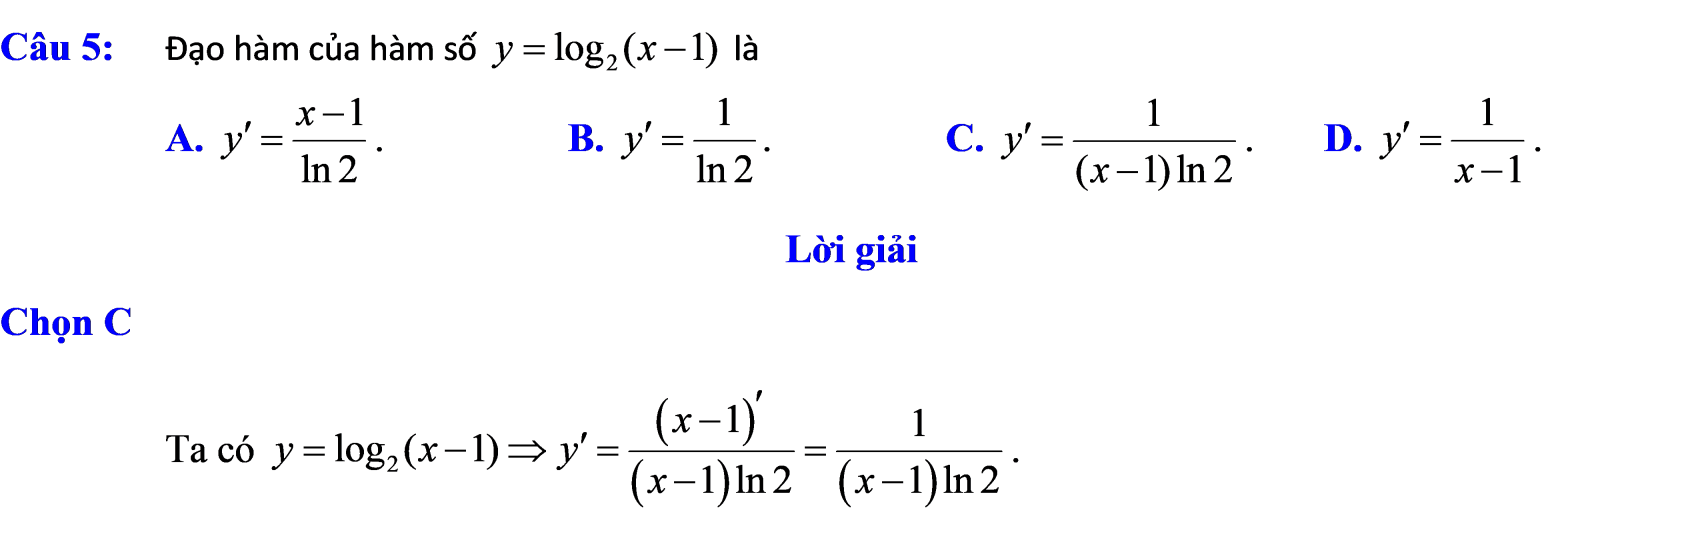 Câu 5: Đạo hàm của hàm số y = log₂(x−1) là
A. y′ = (x−1)/(ln 2). B. y′ = 1/(ln 2). C. y′ = 1/((x−1)ln 2). D. y′ = 1/(x−1).
Lời giải
Chọn C
Ta có y = log₂(x−1) ⇒ y′ = (x−1)′/((x−1)ln 2) = 1/((x−1)ln 2).